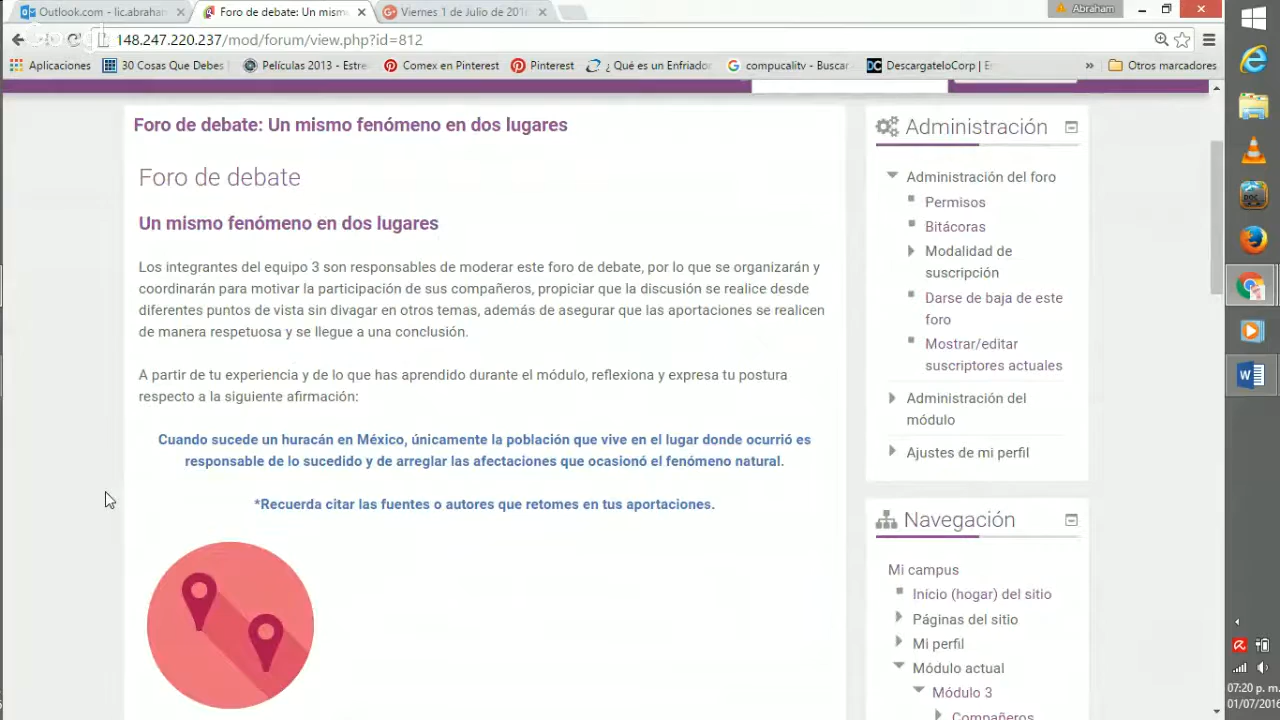 Outlook.com - lic.abraham
Foro de debate: Un mism
Viernes 1 de Julio de 2016
Abraham
148.247.220.237/mod/forum/view.php?id=812
Aplicaciones
30 Cosas Que Debes
Películas 2013 - Estre
Comex en Pinterest
Pinterest
¿ Qué es un Enfriado
compucalitv - Buscar
DescargateloCorp | E
»
Otros marcadores
Foro de debate: Un mismo fenómeno en dos lugares
Foro de debate
Un mismo fenómeno en dos lugares
Los integrantes del equipo 3 son responsables de moderar este foro de debate, por lo que se organizarán y
coordinarán para motivar la participación de sus compañeros, propiciar que la discusión se realice desde
diferentes puntos de vista sin divagar en otros temas, además de asegurar que las aportaciones se realicen
de manera respetuosa y se llegue a una conclusión.
A partir de tu experiencia y de lo que has aprendido durante el módulo, reflexiona y expresa tu postura
respecto a la siguiente afirmación:
Cuando sucede un huracán en México, únicamente la población que vive en el lugar donde ocurrió es
responsable de lo sucedido y de arreglar las afectaciones que ocasionó el fenómeno natural.
*Recuerda citar las fuentes o autores que retomes en tus aportaciones.
Administración
Administración del foro
Permisos
Bitácoras
Modalidad de
suscripción
Darse de baja de este
foro
Mostrar/editar
suscriptores actuales
Administración del
módulo
Ajustes de mi perfil
Navegación
Mi campus
Inicio (hogar) del sitio
Páginas del sitio
Mi perfil
Módulo actual
Módulo 3
Compañeros
07:20 p. m.
01/07/2016